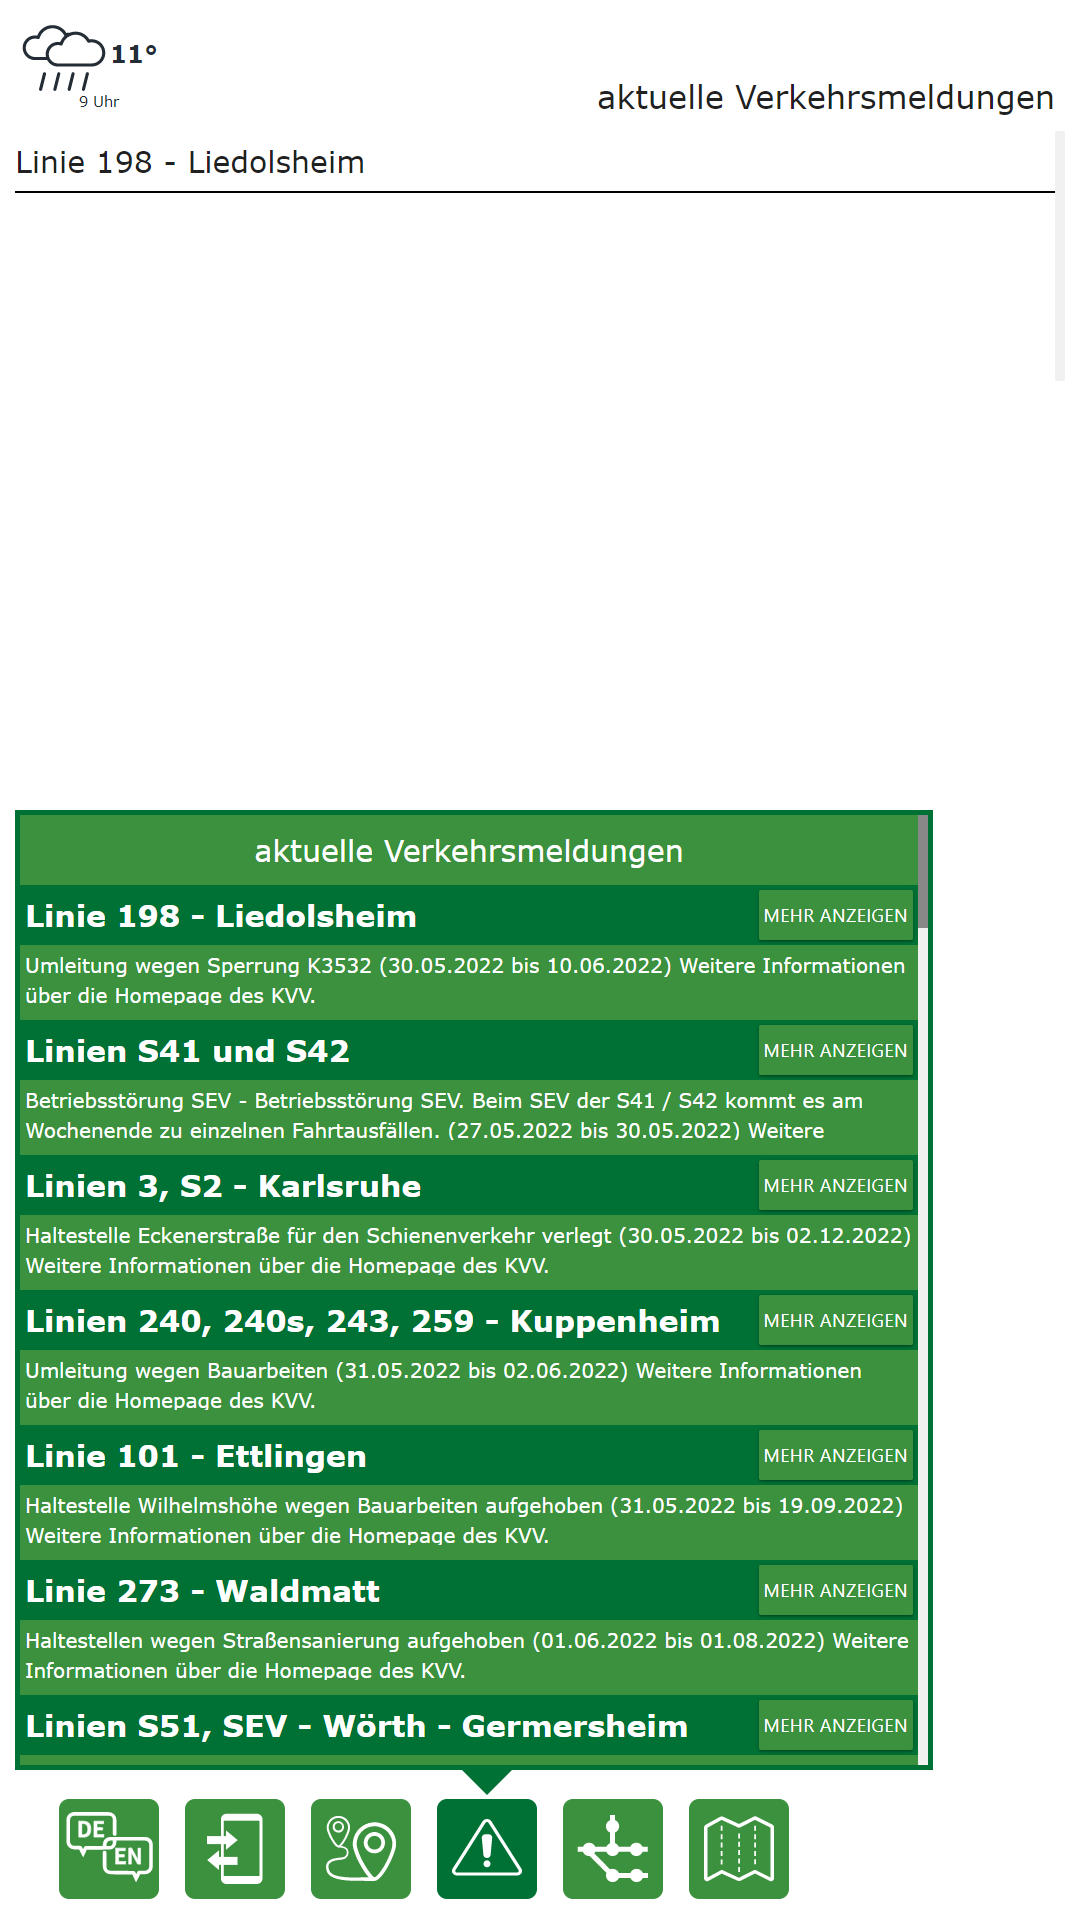 11°
9 Uhr
aktuelle Verkehrsmeldungen
Linie 198 - Liedolsheim
aktuelle Verkehrsmeldungen
Linie 198 - Liedolsheim
MEHR ANZEIGEN
Umleitung wegen Sperrung K3532 (30.05.2022 bis 10.06.2022) Weitere Informationen
über die Homepage des KVV.
Linien S41 und S42
MEHR ANZEIGEN
Betriebsstörung SEV - Betriebsstörung SEV. Beim SEV der S41 / S42 kommt es am
Wochenende zu einzelnen Fahrtausfällen. (27.05.2022 bis 30.05.2022) Weitere
Linien 3, S2 - Karlsruhe
MEHR ANZEIGEN
Haltestelle Eckenerstraße für den Schienenverkehr verlegt (30.05.2022 bis 02.12.2022)
Weitere Informationen über die Homepage des KVV.
Linien 240, 240s, 243, 259 - Kuppenheim
MEHR ANZEIGEN
Umleitung wegen Bauarbeiten (31.05.2022 bis 02.06.2022) Weitere Informationen
über die Homepage des KVV.
Linie 101 - Ettlingen
MEHR ANZEIGEN
Haltestelle Wilhelmshöhe wegen Bauarbeiten aufgehoben (31.05.2022 bis 19.09.2022)
Weitere Informationen über die Homepage des KVV.
Linie 273 - Waldmatt
MEHR ANZEIGEN
Haltestellen wegen Straßensanierung aufgehoben (01.06.2022 bis 01.08.2022) Weitere
Informationen über die Homepage des KVV.
Linien S51, SEV - Wörth - Germersheim
MEHR ANZEIGEN
DE
EN